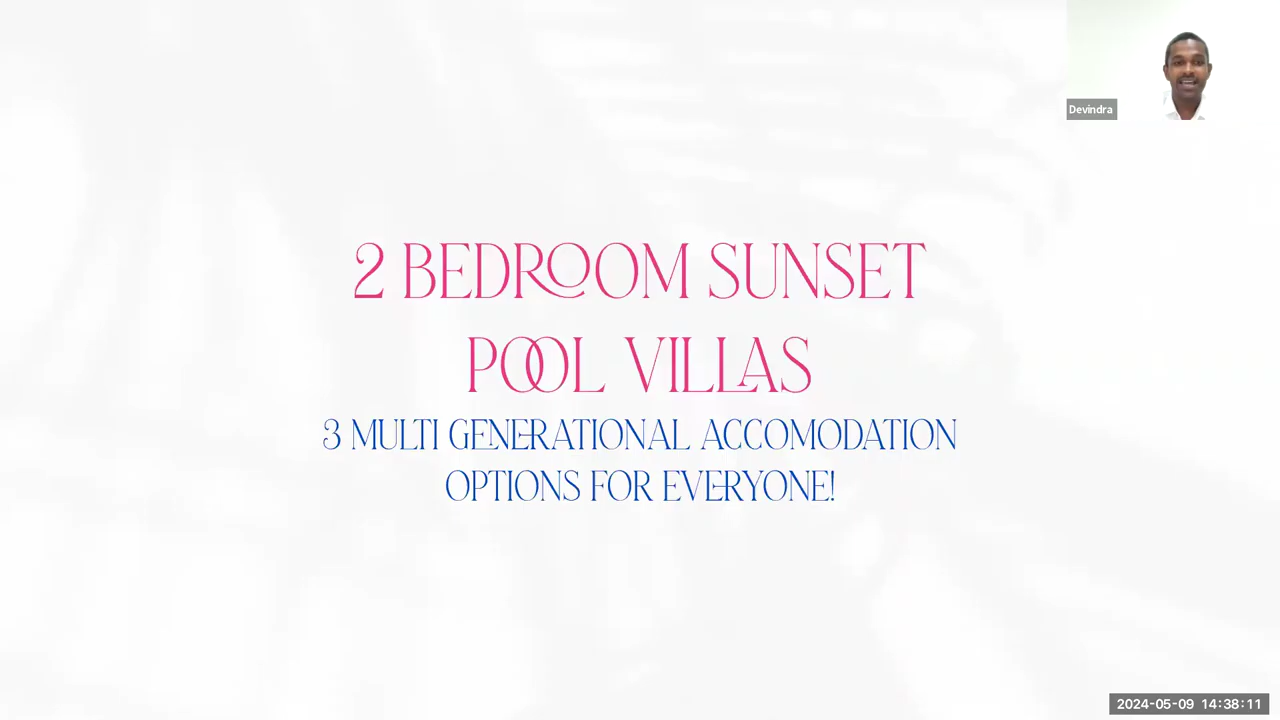 Devindra
2 BEDROOM SUNSET
POOL VILLAS
3 MULTI GENERATIONAL ACCOMODATION
OPTIONS FOR EVERYONE!
2024-05-09 14:38:11